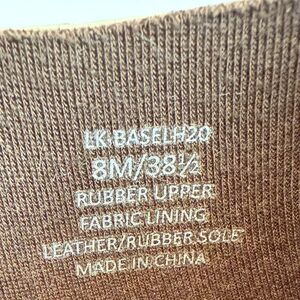 LK-BASELH20
8M/38½
RUBBER UPPER
FABRIC LINING
LEATHER/RUBBER SOLE
MADE IN CHINA